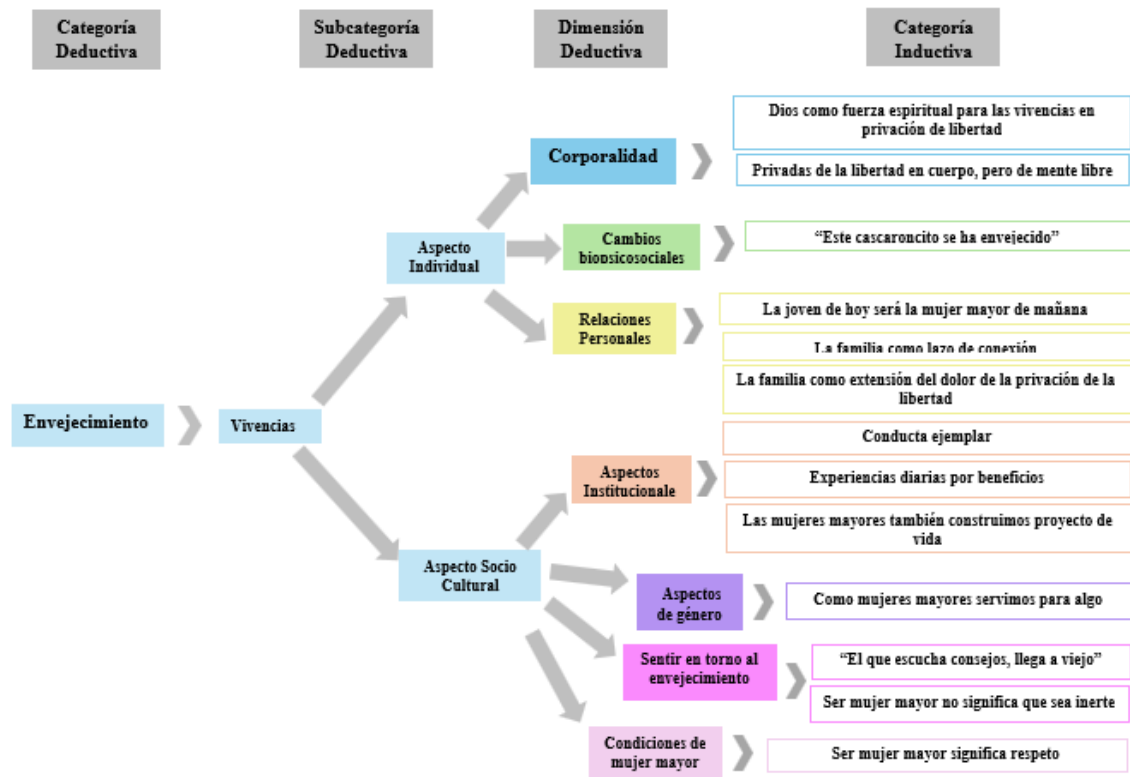 Categoría
Deductiva
Subcategoría
Deductiva
Dimensión
Deductiva
Categoría
Inductiva
Dios como fuerza espiritual para las vivencias en
privación de libertad
Corporalidad
Privadas de la libertad en cuerpo, pero de mente libre
Aspecto
Individual
Cambios
biopsicosociales
“Este cascaroncito se ha envejecido”
Relaciones
Personales
La joven de hoy será la mujer mayor de mañana
La familia como lazo de conexión
La familia como extensión del dolor de la privación de la
libertad
Envejecimiento
Vivencias
Conducta ejemplar
Aspectos
Institucionale
Experiencias diarias por beneficios
Las mujeres mayores también construimos proyecto de
vida
Aspecto Socio
Cultural
Aspectos
de género
Como mujeres mayores servimos para algo
Sentir en torno al
envejecimiento
“El que escucha consejos, llega a viejo”
Ser mujer mayor no significa que sea inerte
Condiciones de
mujer mayor
Ser mujer mayor significa respeto